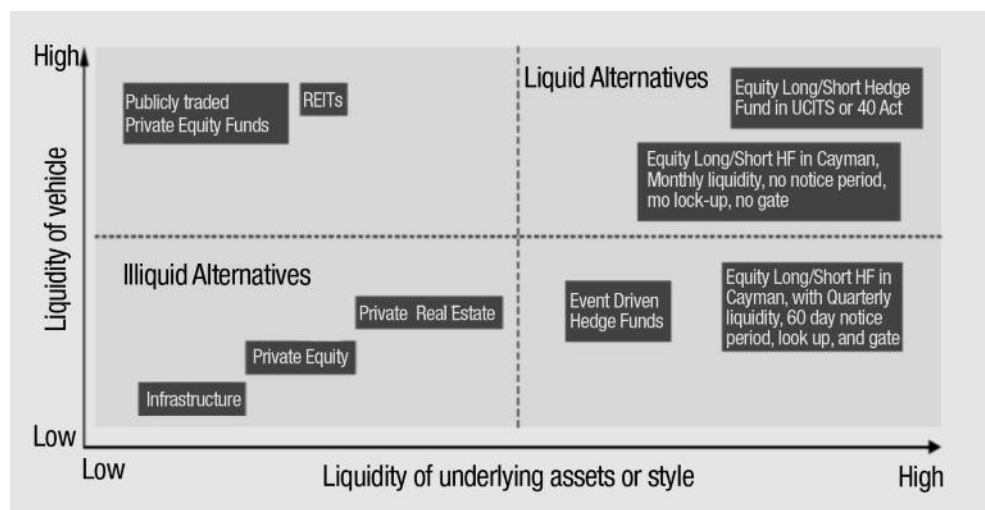 High
Liquid Alternatives
Publicly traded
Private Equity Funds
REITs
Equity Long/Short Hedge
Fund in UCITS or 40 Act
Equity Long/Short HF in Cayman,
Monthly liquidity, no notice period,
mo lock-up, no gate
Liquidity of vehicle
Illiquid Alternatives
Private Real Estate
Private Equity
Infrastructure
Event Driven
Hedge Funds
Equity Long/Short HF in
Cayman, with Quarterly
liquidity, 60 day notice
period, look up, and gate
Low
Low
Liquidity of underlying assets or style
High